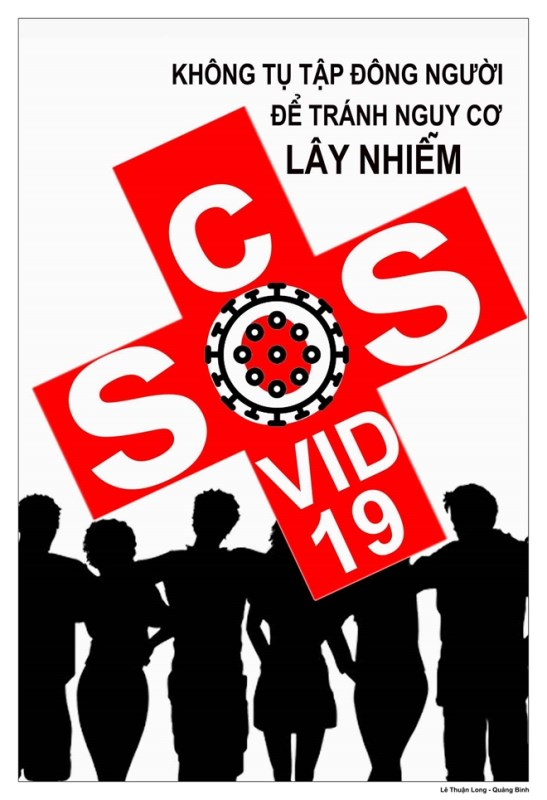 KHÔNG TỤ TẬP ĐÔNG NGƯỜI
ĐỂ TRÁNH NGUY CƠ
LÂY NHIỄM
C
S S
VID
19
Lê Thuận Long - Quảng Bình